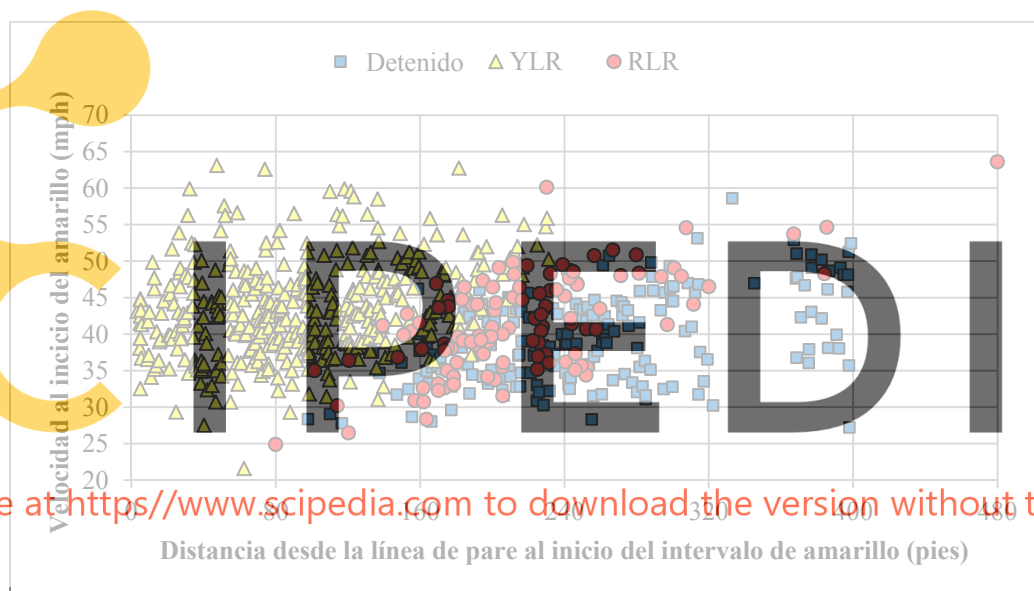 Detenido YLR RLR
Velocidad al incicio del amarillo (mph)
70
65
60
55
50
45
40
35
30
25
20
0 80 160 240 320 400 480
Distancia desde la línea de pare al inicio del intervalo de amarillo (pies)
CIPEDI
e at https//www.scipedia.com to download the version without t